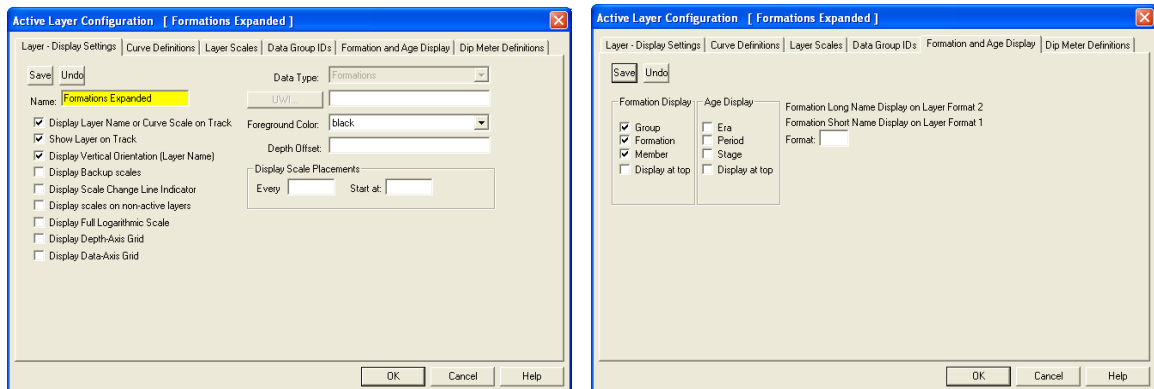 Active Layer Configuration [ Formations Expanded ]
Layer - Display Settings Curve Definitions Layer Scales Data Group IDs Formation and Age Display Dip Meter Definitions
Save Undo
Name: Formations Expanded
Display Layer Name or Curve Scale on Track
Show Layer on Track
Display Vertical Orientation (Layer Name)
Display Backup scales
Display Scale Change Line Indicator
Display scales on non-active layers
Display Full Logarithmic Scale
Display Depth-Axis Grid
Display Data-Axis Grid
Data Type: Formations
UWI...
Foreground Color: black
Depth Offset:
Display Scale Placements
Every Start at:
OK Cancel Help
Active Layer Configuration [ Formations Expanded ]
Layer - Display Settings Curve Definitions Layer Scales Data Group IDs Formation and Age Display Dip Meter Definitions
Save Undo
Formation Display
Group
Formation
Member
Display at top
Age Display
Era
Period
Stage
Display at top
Formation Long Name Display on Layer Format 2
Formation Short Name Display on Layer Format 1
Format:
OK Cancel Help